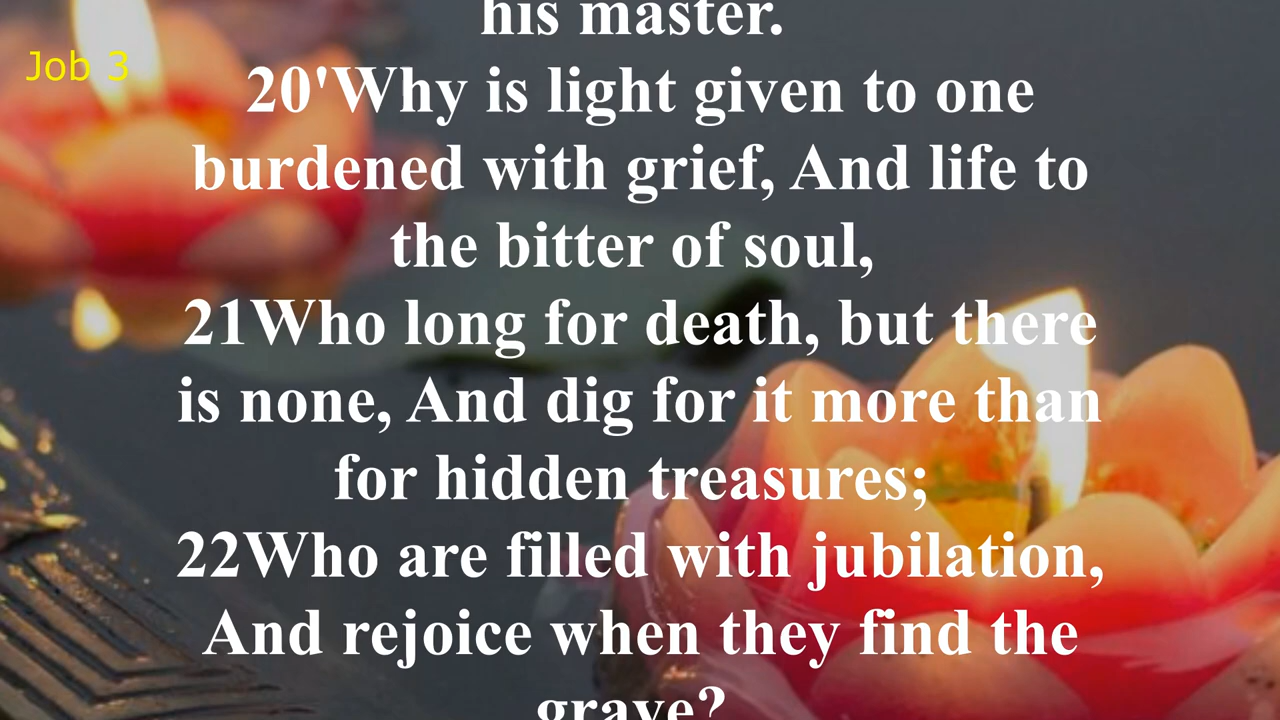 his master.
Job 3
20'Why is light given to one
burdened with grief, And life to
the bitter of soul,
21Who long for death, but there
is none, And dig for it more than
for hidden treasures;
22Who are filled with jubilation,
And rejoice when they find the
grave?